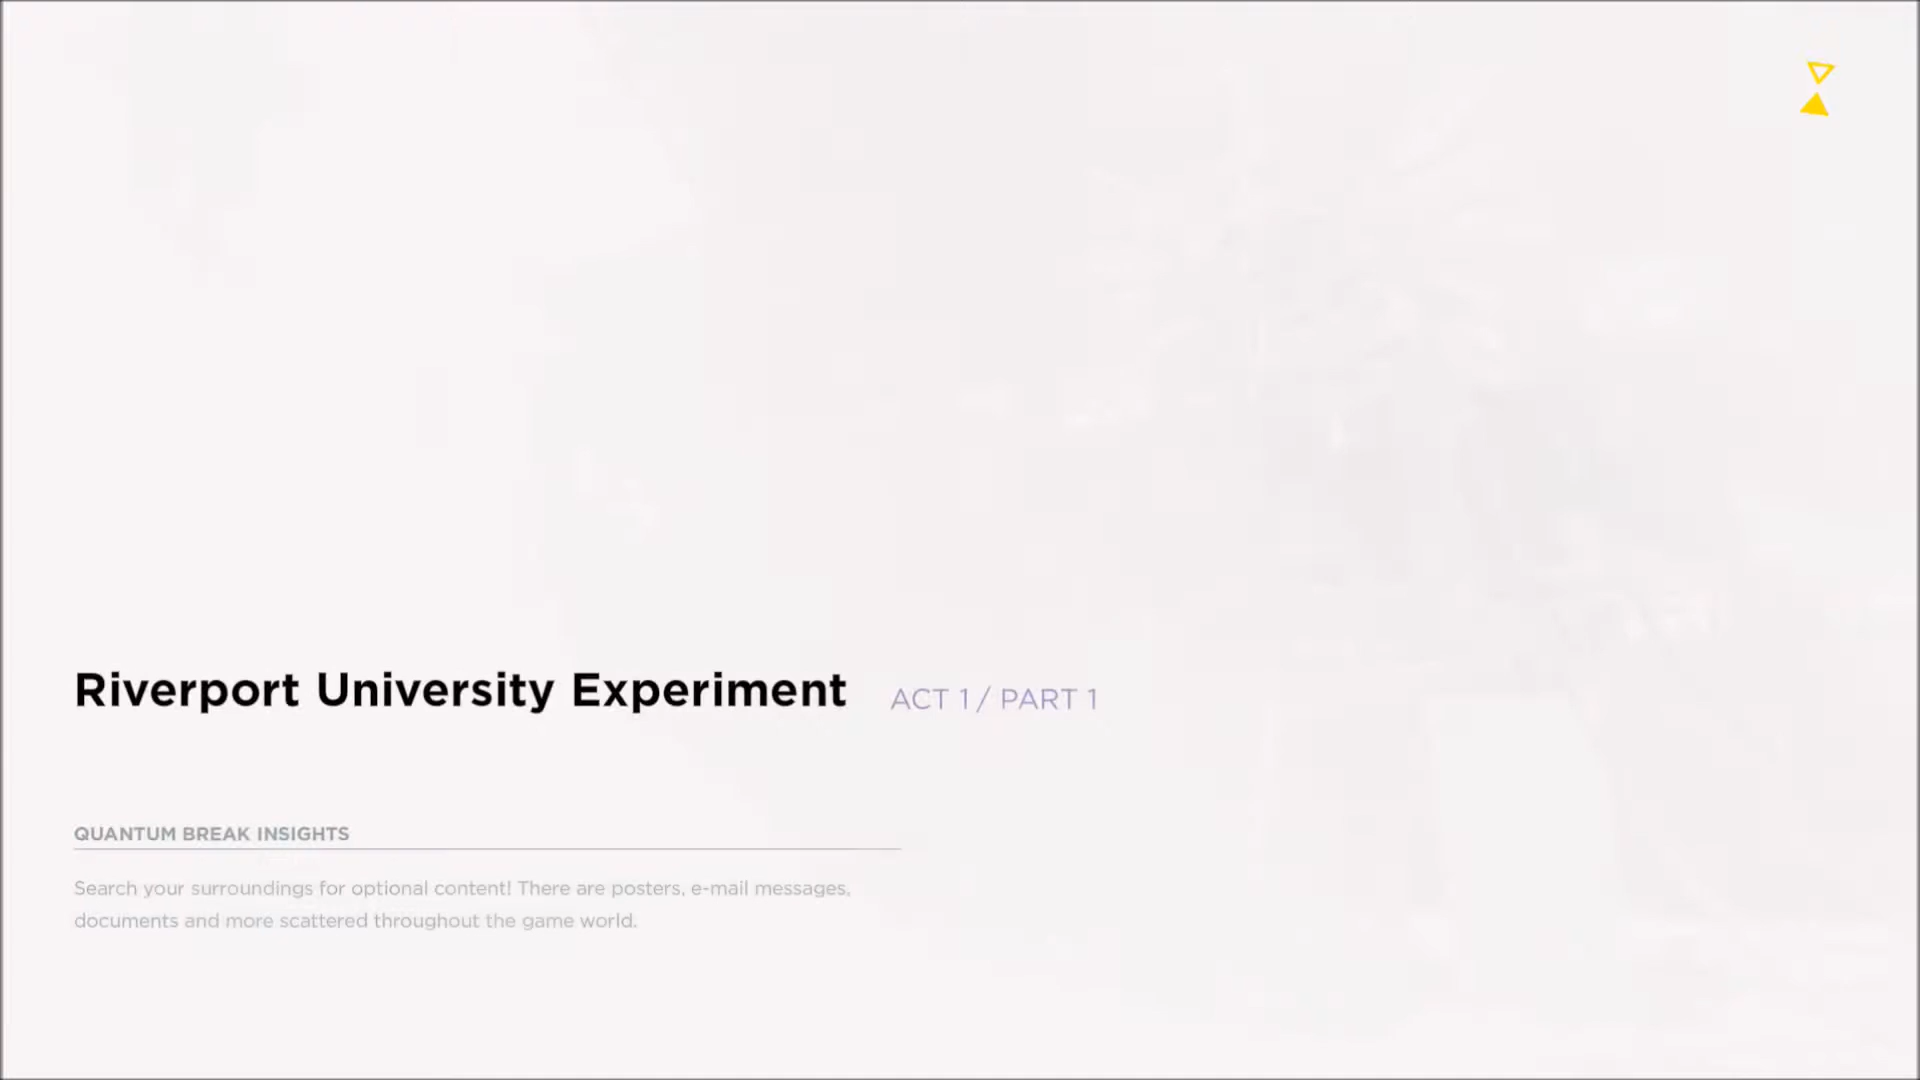 Riverport University Experiment ACT 1 / PART 1
QUANTUM BREAK INSIGHTS
Search your surroundings for optional content! There are posters, e-mail messages,
documents and more scattered throughout the game world.